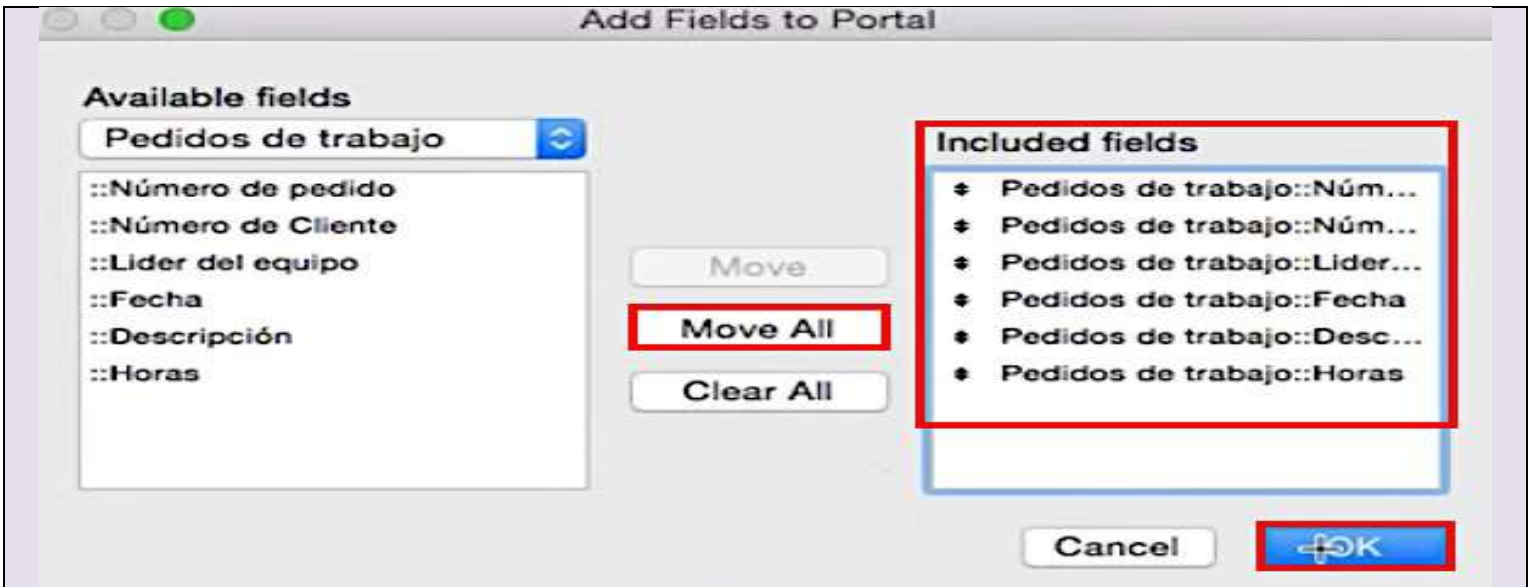 Add Fields to Portal
Available fields
Pedidos de trabajo
::Número de pedido
::Número de Cliente
::Lider del equipo
::Fecha
::Descripción
::Horas
Move
Move All
Clear All
Included fields
Pedidos de trabajo::Núm...
Pedidos de trabajo::Núm...
Pedidos de trabajo::Lider...
Pedidos de trabajo::Fecha
Pedidos de trabajo::Desc...
Pedidos de trabajo::Horas
Cancel
OK